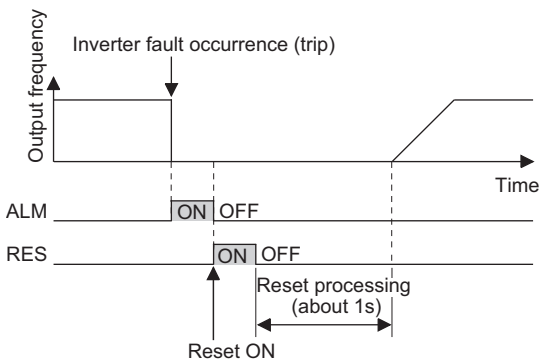 Output frequency
Inverter fault occurrence (trip)
Time
ALM
ON
OFF
RES
ON
OFF
Reset processing
(about 1s)
Reset ON